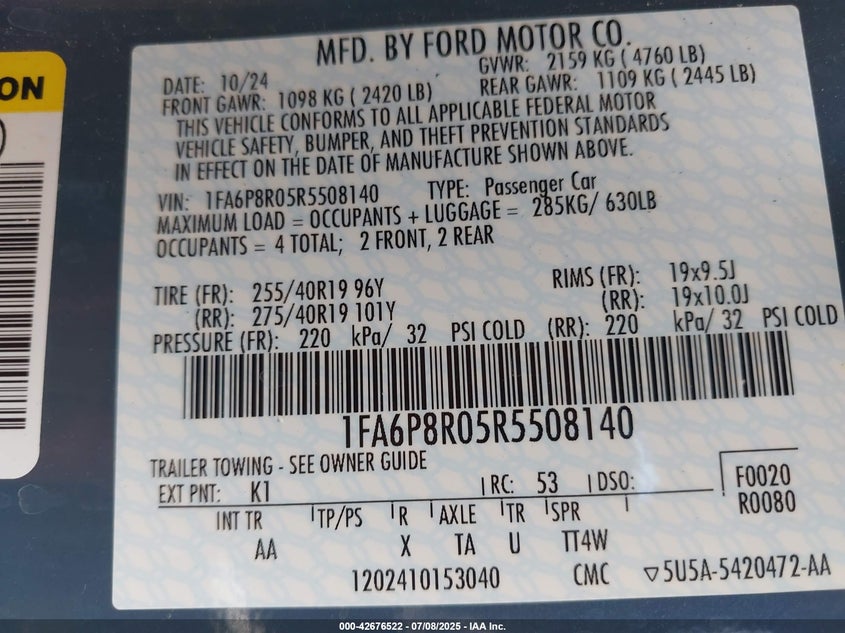 ON
MFD. BY FORD MOTOR CO.
DATE: 10/24 GVWR: 2159 KG ( 4760 LB)
FRONT GAWR: 1098 KG ( 2420 LB) REAR GAWR: 1109 KG ( 2445 LB)
THIS VEHICLE CONFORMS TO ALL APPLICABLE FEDERAL MOTOR
VEHICLE SAFETY, BUMPER, AND THEFT PREVENTION STANDARDS
IN EFFECT ON THE DATE OF MANUFACTURE SHOWN ABOVE.
VIN: 1FA6P8R05R5508140 TYPE: Passenger Car
MAXIMUM LOAD = OCCUPANTS + LUGGAGE = 285KG/ 630LB
OCCUPANTS = 4 TOTAL; 2 FRONT, 2 REAR
TIRE (FR): 255/40R19 96Y RIMS (FR): 19x9.5J
(RR): 275/40R19 101Y (RR): 19x10.0J
PRESSURE (FR): 220 kPa/ 32 PSI COLD (RR): 220 kPa/ 32 PSI COLD
1FA6P8R05R5508140
TRAILER TOWING - SEE OWNER GUIDE
EXT PNT: K1 RC: 53 DSO: F0020
R0080
INT TR TP/PS R AXLE TR SPR
AA X TA U TT4W
1202410153040 CMC ▽5U5A-5420472-AA
000-42676522 - 07/08/2025 - IAA Inc.